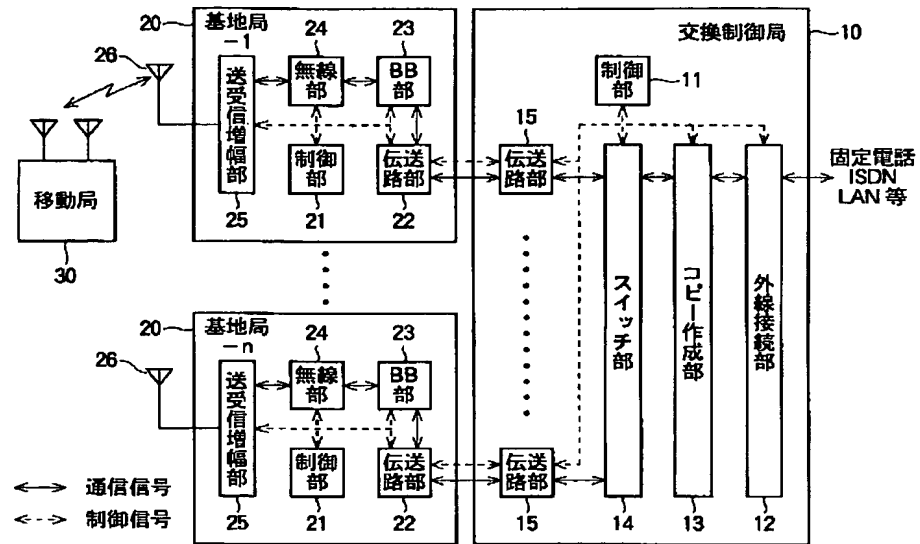 20
基地局
-1
24
23
26
送受信増幅部
無線部
BB部
制御部
伝送路部
25
21
22
移動局
30
交換制御局
10
制御部
11
15
伝送路部
固定電話
ISDN
LAN等
スイッチ部
コピー作成部
外線接続部
20
基地局
-n
24
23
26
送受信増幅部
無線部
BB部
制御部
伝送路部
伝送路部
25
21
22
15
14
13
12
通信信号
制御信号